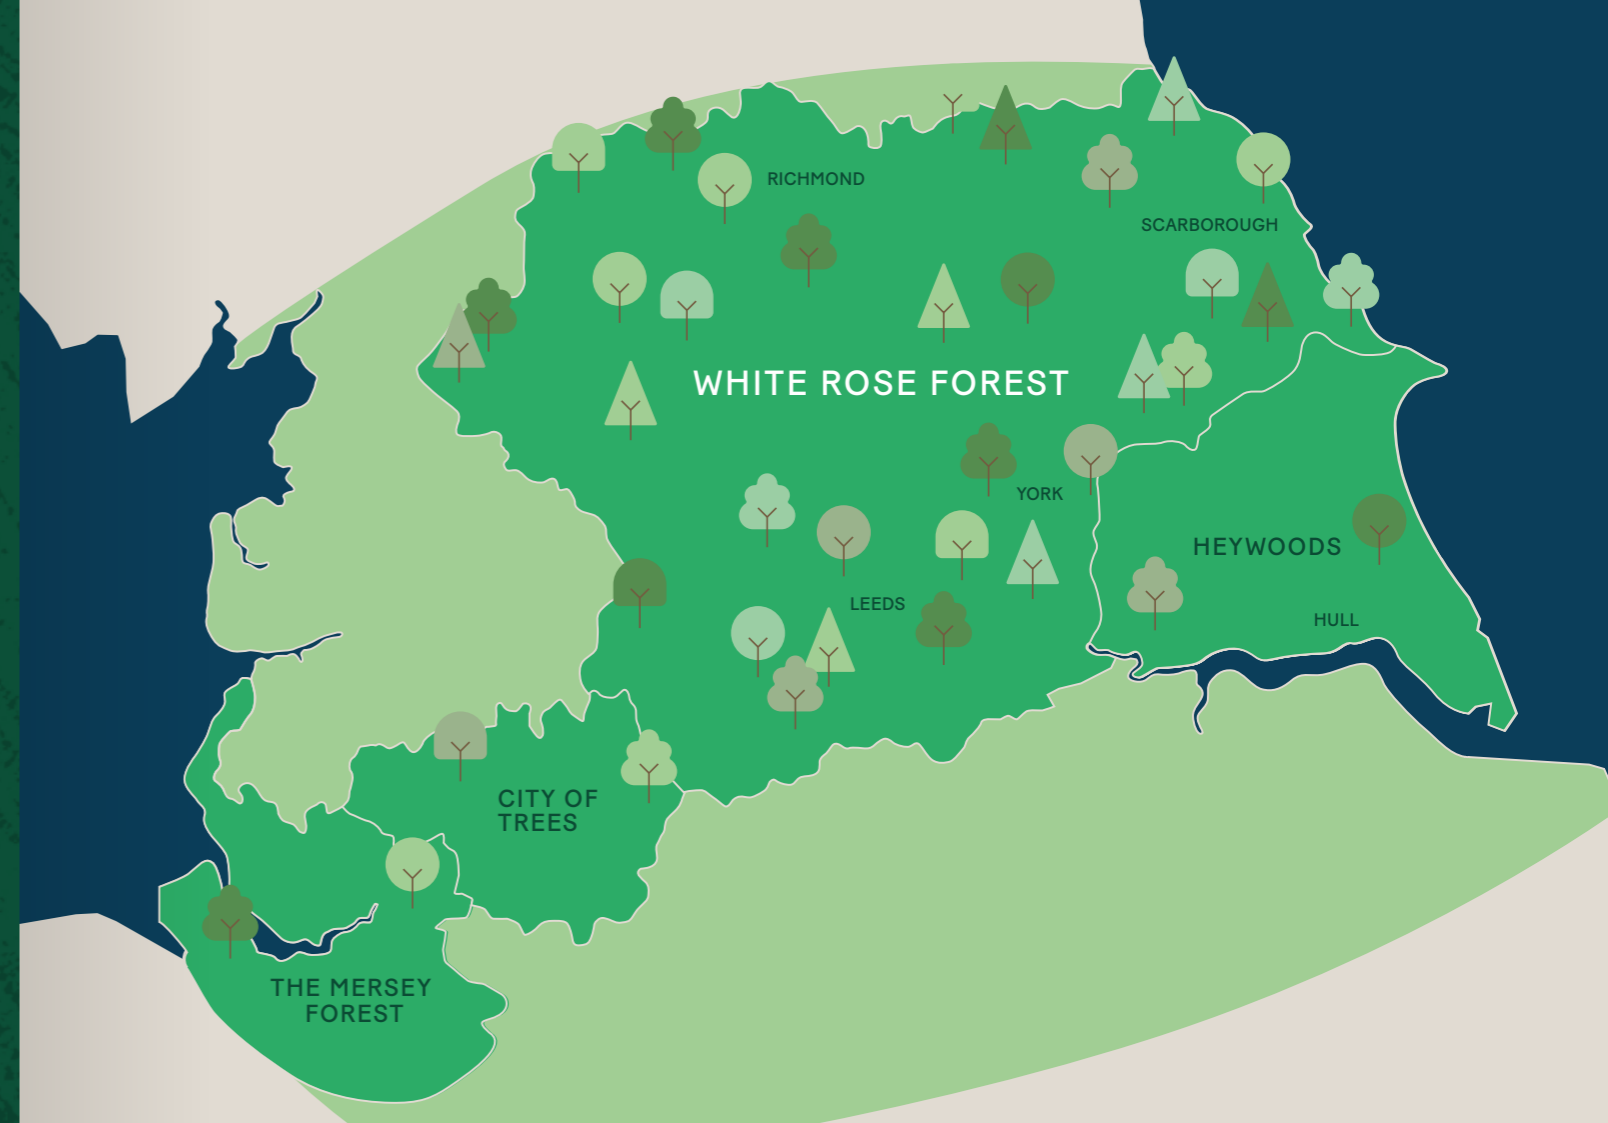 RICHMOND
SCARBOROUGH
WHITE ROSE FOREST
YORK
HEYWOODS
LEEDS
HULL
CITY OF
TREES
THE MERSEY
FOREST